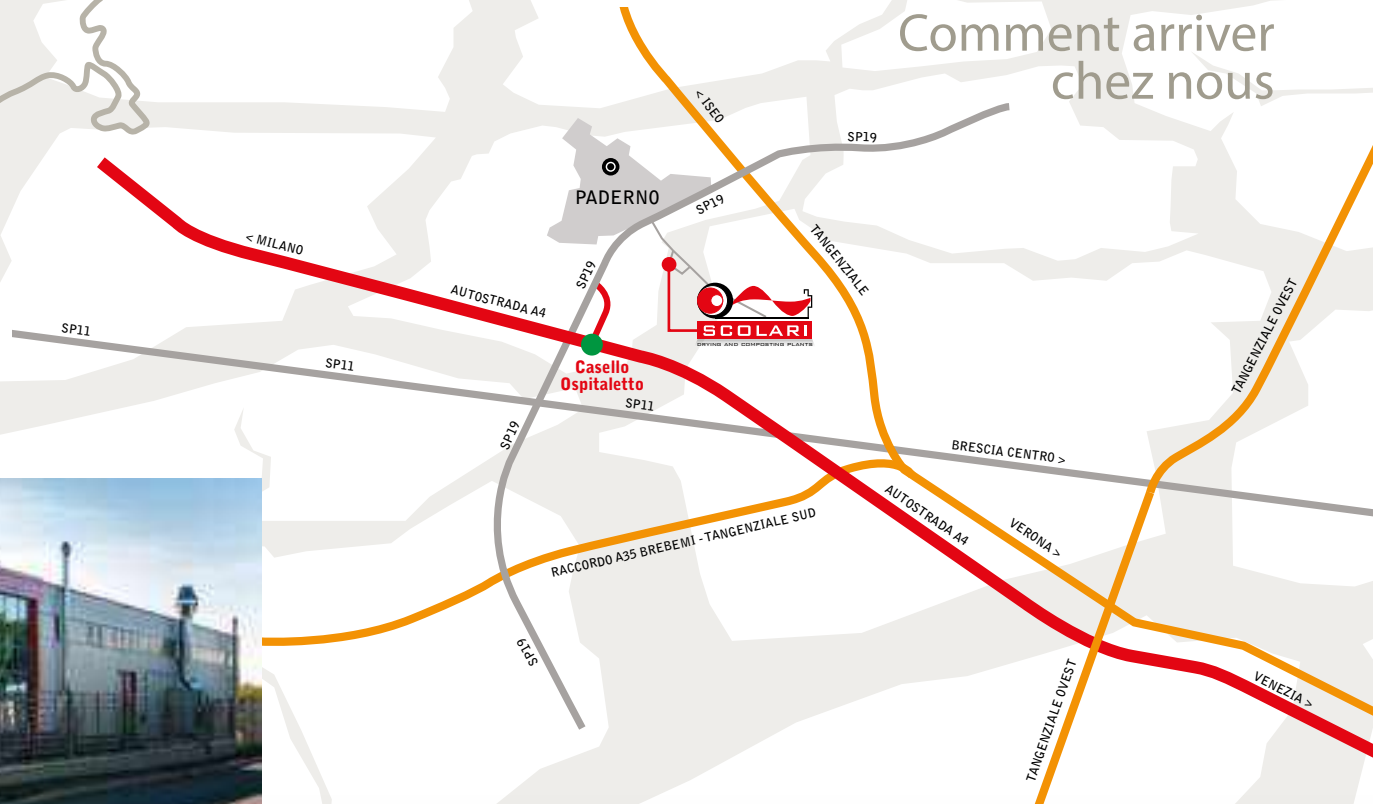 Comment arriver
chez nous
< ISEO
SP19
PADERNO
SP19
< MILANO
TANGENZIALE
SP19
AUTOSTRADA A4
SCOLARI
DRYING AND COMPOSTING PLANTS
TANGENZIALE OVEST
SP11
SP11
Casello
Ospitaletto
SP11
SP19
BRESCIA CENTRO >
AUTOSTRADA A4
VERONA >
RACCORDO A35 BREBEMI - TANGENZIALE SUD
SP19
TANGENZIALE OVEST
VENEZIA >